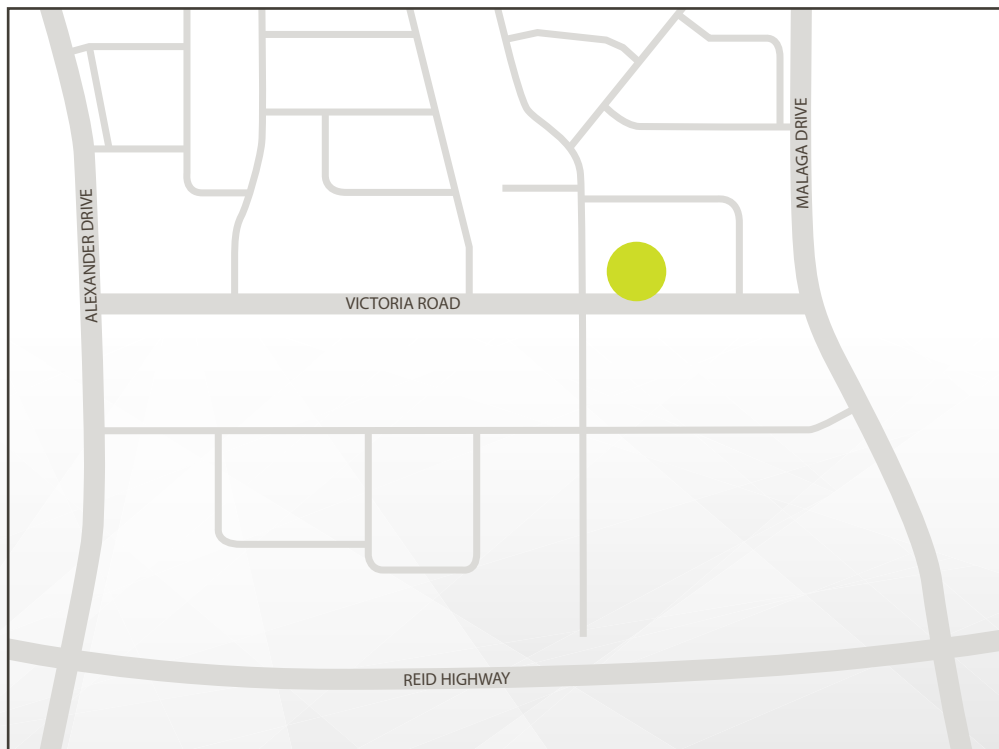 MALAGA DRIVE
ALEXANDER DRIVE
VICTORIA ROAD
REID HIGHWAY